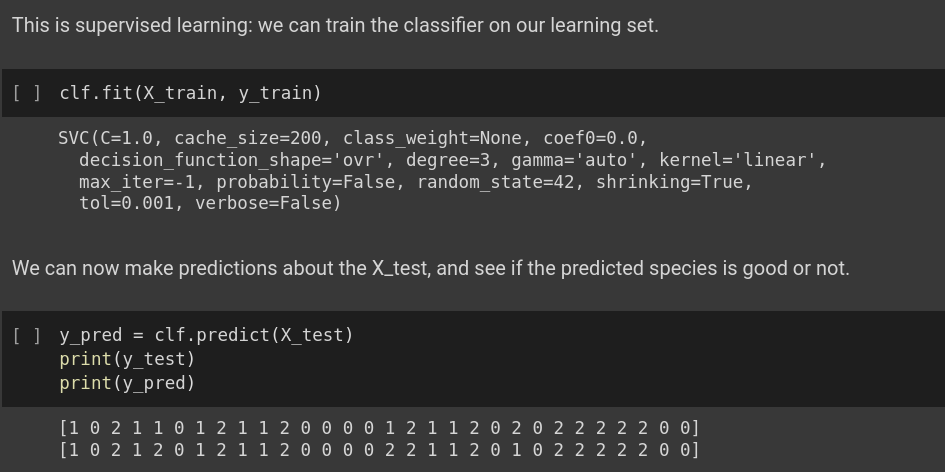 This is supervised learning: we can train the classifier on our learning set.
[ ] clf.fit(X_train, y_train)
SVC(C=1.0, cache_size=200, class_weight=None, coef0=0.0,
decision_function_shape='ovr', degree=3, gamma='auto', kernel='linear',
max_iter=-1, probability=False, random_state=42, shrinking=True,
tol=0.001, verbose=False)
We can now make predictions about the X_test, and see if the predicted species is good or not.
[ ] y_pred = clf.predict(X_test)
print(y_test)
print(y_pred)
[1 0 2 1 1 0 1 2 1 1 2 0 0 0 0 1 2 1 1 2 0 2 0 2 2 2 2 2 0 0]
[1 0 2 1 2 0 1 2 1 1 2 0 0 0 0 2 2 1 1 2 0 1 0 2 2 2 2 2 0 0]